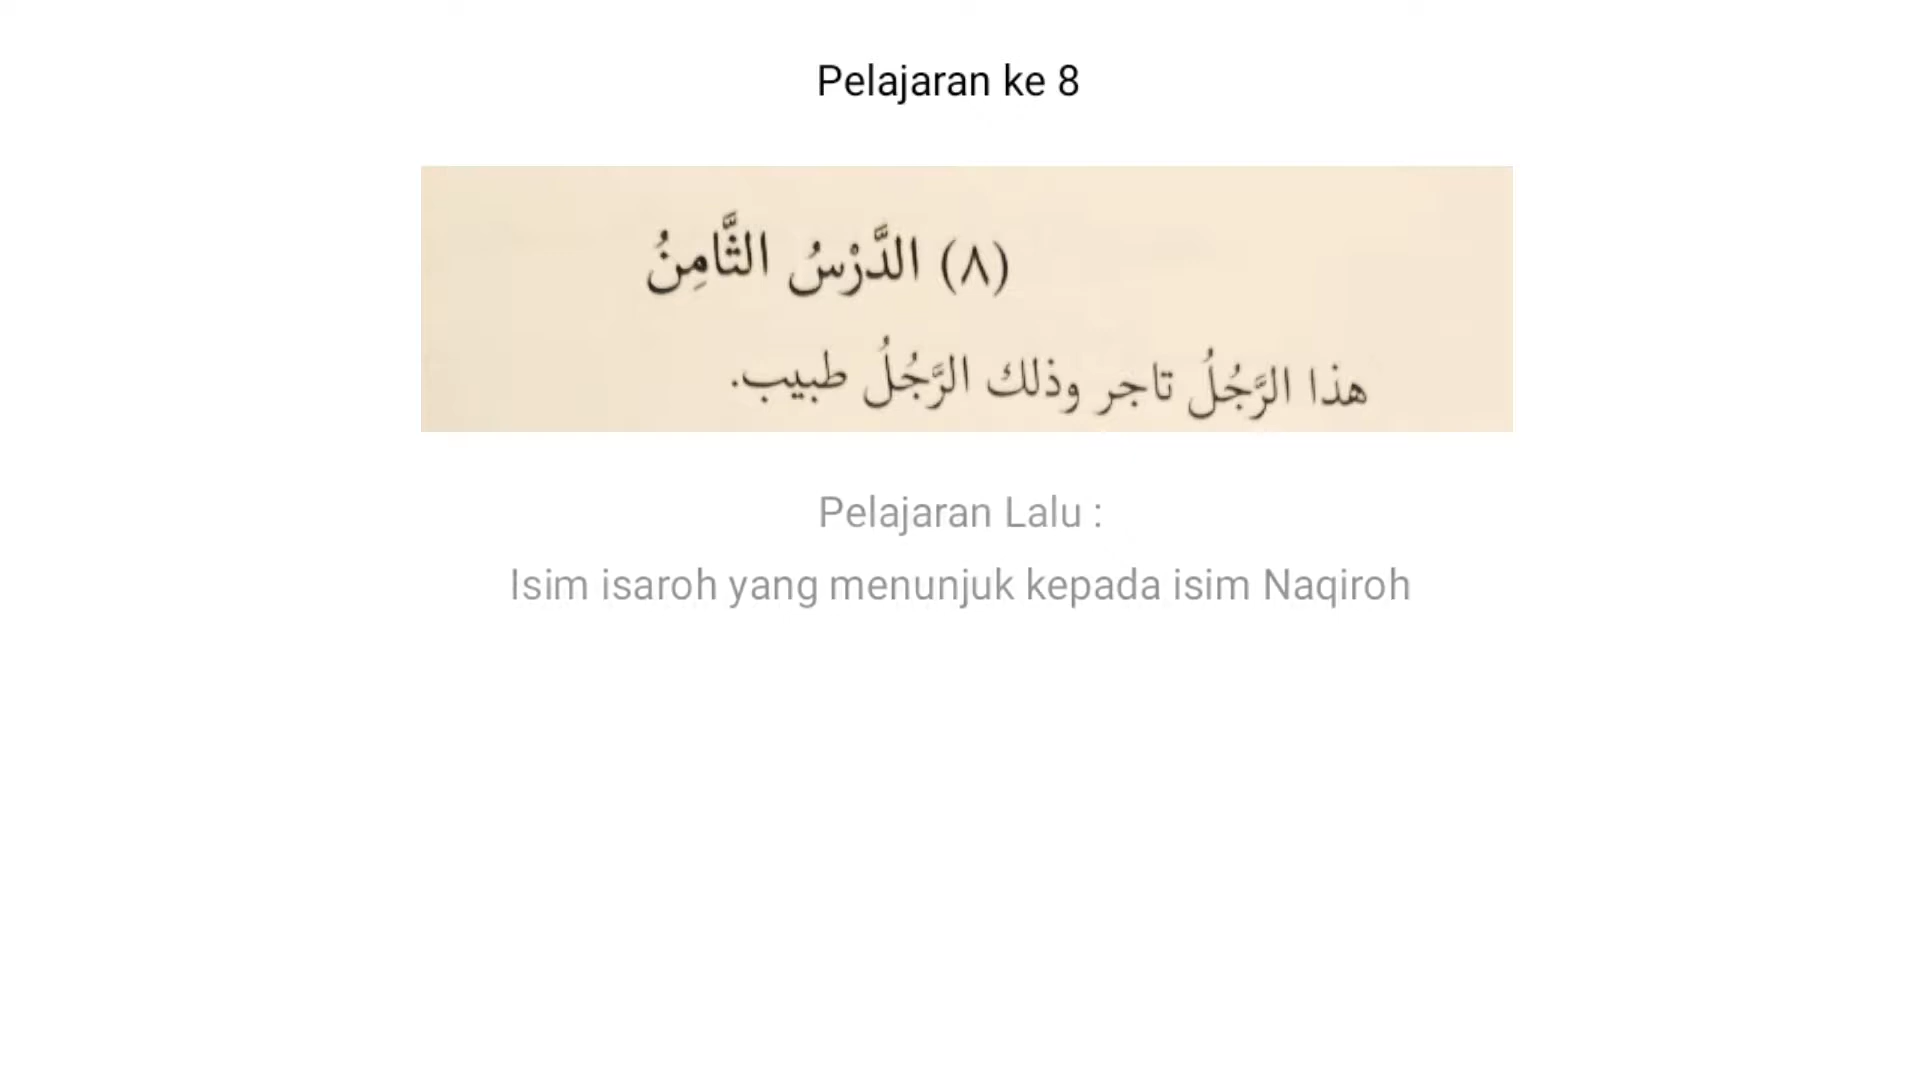 Pelajaran ke 8
(٨) الدَّرْسُ الثَّامِنُ
هذا الرَّجُلُ تاجر وذلك الرَّجُلُ طبيب.
Pelajaran Lalu :
Isim isaroh yang menunjuk kepada isim Naqiroh